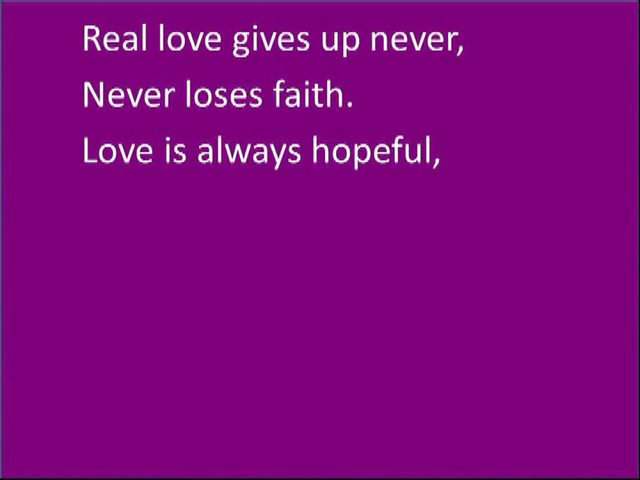 Real love gives up never,
Never loses faith.
Love is always hopeful,